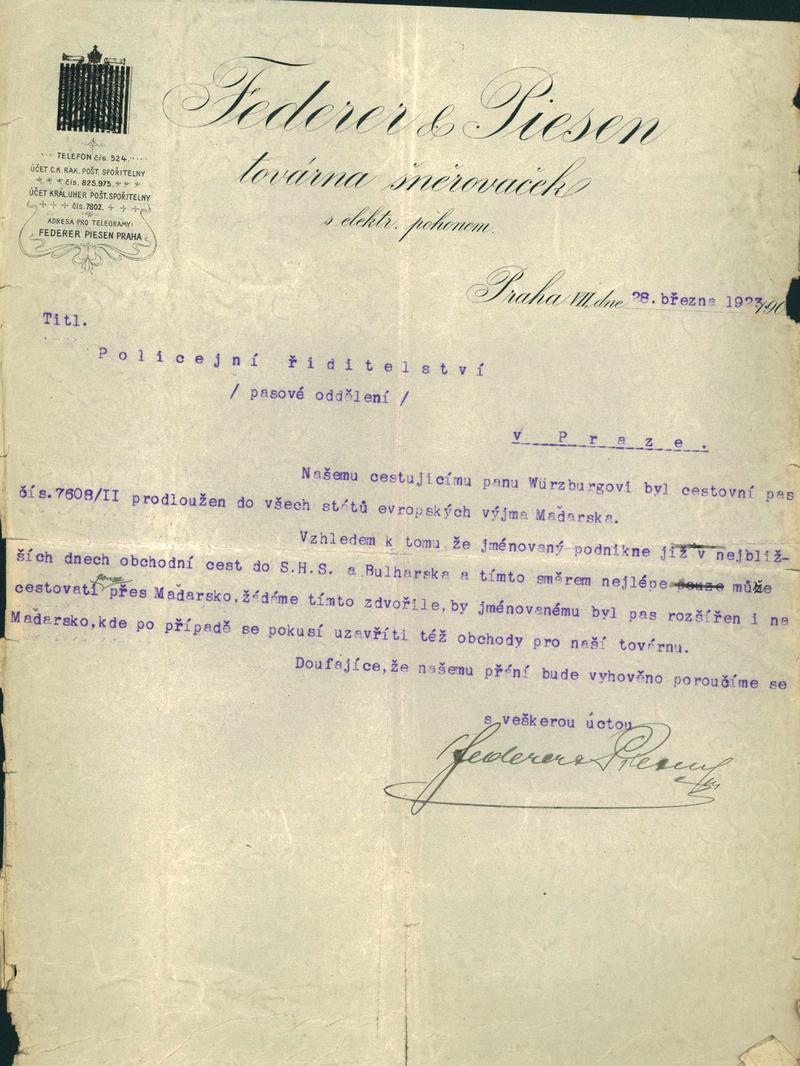 Federer & Piesen
továrna šněrovaček
s elektr. pohonem.
TELEFON čís. 524.
ÚČET C.K. RAK. POŠT. SPOŘITELNY
čís. 825.975.
ÚČET KRÁL. UHER POŠT. SPOŘITELNY
čís. 7802.
ADRESA PRO TELEGRAMY:
FEDERER PIESEN PRAHA
Praha VII, dne 28. března 1923 190
Titl.
Policejní řiditelství
/ pasové oddělení /
v Praze.
Našemu cestujícímu panu Würzburgovi byl cestovní pas
čís.7608/II prodloužen do všech států evropských výjma Maďarska.
Vzhledem k tomu že jmenovaný podnikne již v nejbliž-
ších dnech obchodní cest do S.H.S. a Bulharska a tímto směrem nejlépe pouze může
cestovati pouze přes Maďarsko, žádáme tímto zdvořile, by jmenovanému byl pas rozšířen i na
Maďarsko, kde po případě se pokusí uzavříti též obchody pro naší továrnu.
Doufajíce, že našemu přání bude vyhověno poroučíme se
s veškerou úctou
Federer & Piesen